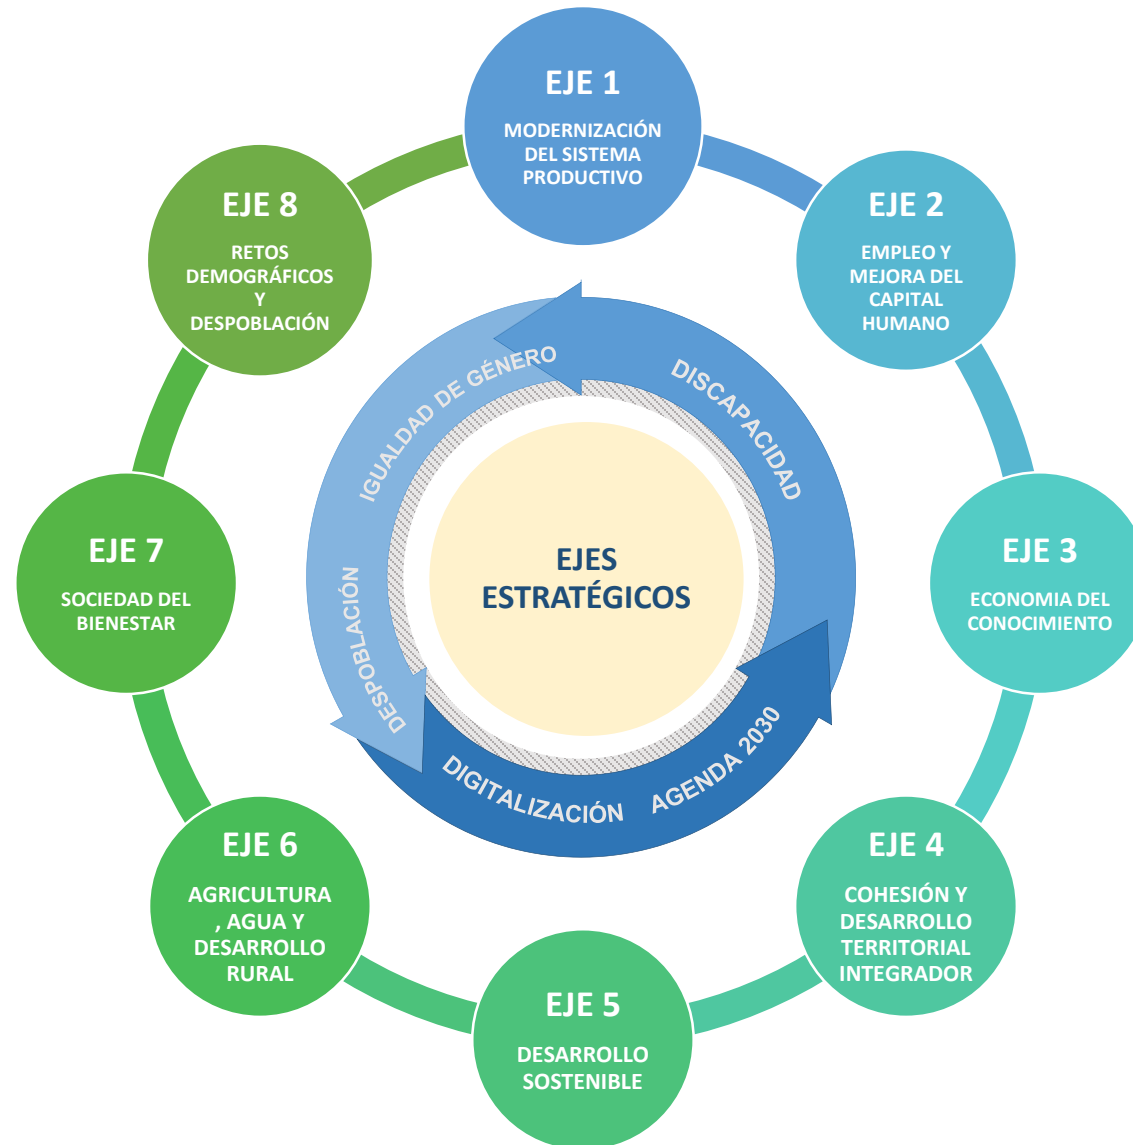 EJE 1
MODERNIZACIÓN
DEL SISTEMA
PRODUCTIVO
EJE 2
EMPLEO Y
MEJORA DEL
CAPITAL
HUMANO
EJE 3
ECONOMIA DEL
CONOCIMIENTO
EJE 4
COHESIÓN Y
DESARROLLO
TERRITORIAL
INTEGRADOR
EJE 5
DESARROLLO
SOSTENIBLE
EJE 6
AGRICULTURA
, AGUA Y
DESARROLLO
RURAL
EJE 7
SOCIEDAD DEL
BIENESTAR
EJE 8
RETOS
DEMOGRÁFICOS
Y
DESPOBLACIÓN
IGUALDAD DE GÉNERO
DISCAPACIDAD
DESPOBLACIÓN
DIGITALIZACIÓN
AGENDA 2030
EJES
ESTRATÉGICOS